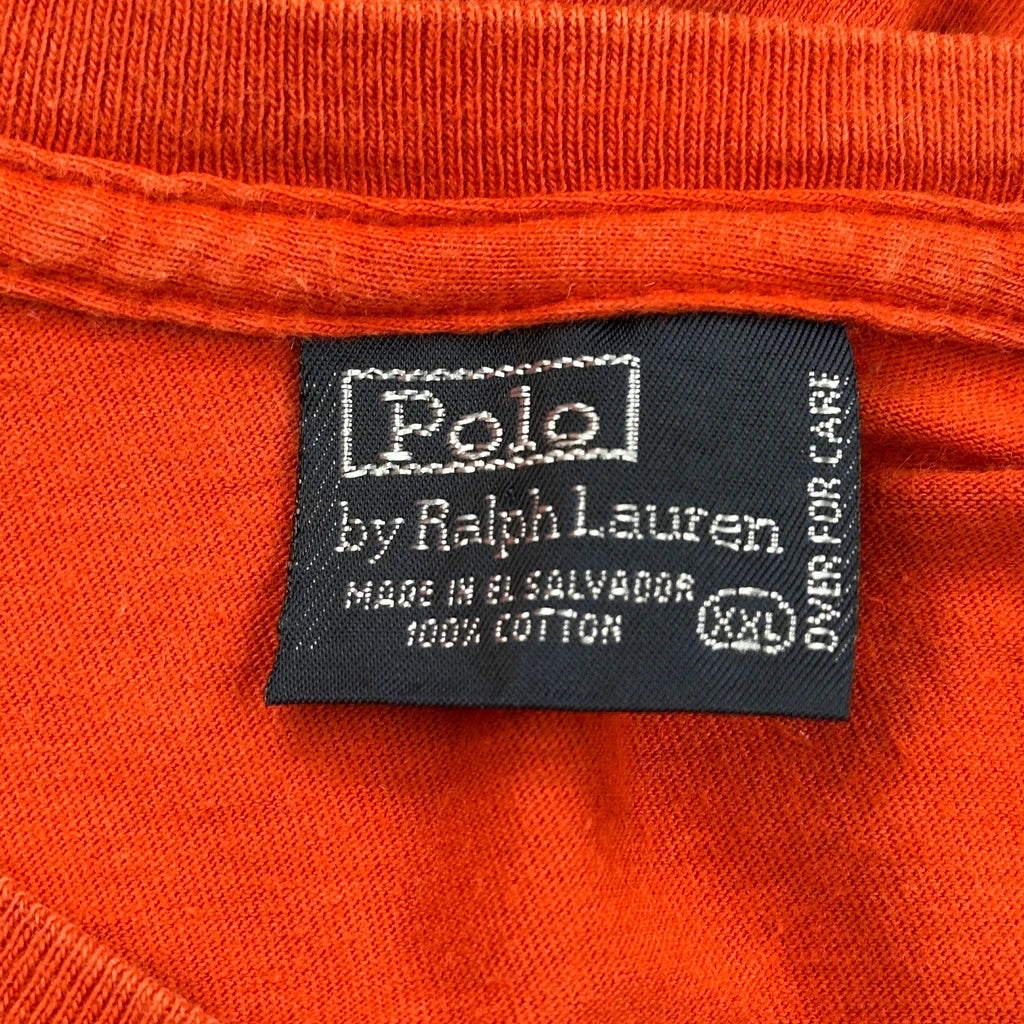 Polo
by Ralph Lauren
MADE IN EL SALVADOR
100% COTTON
XXL
OVER FOR CARE